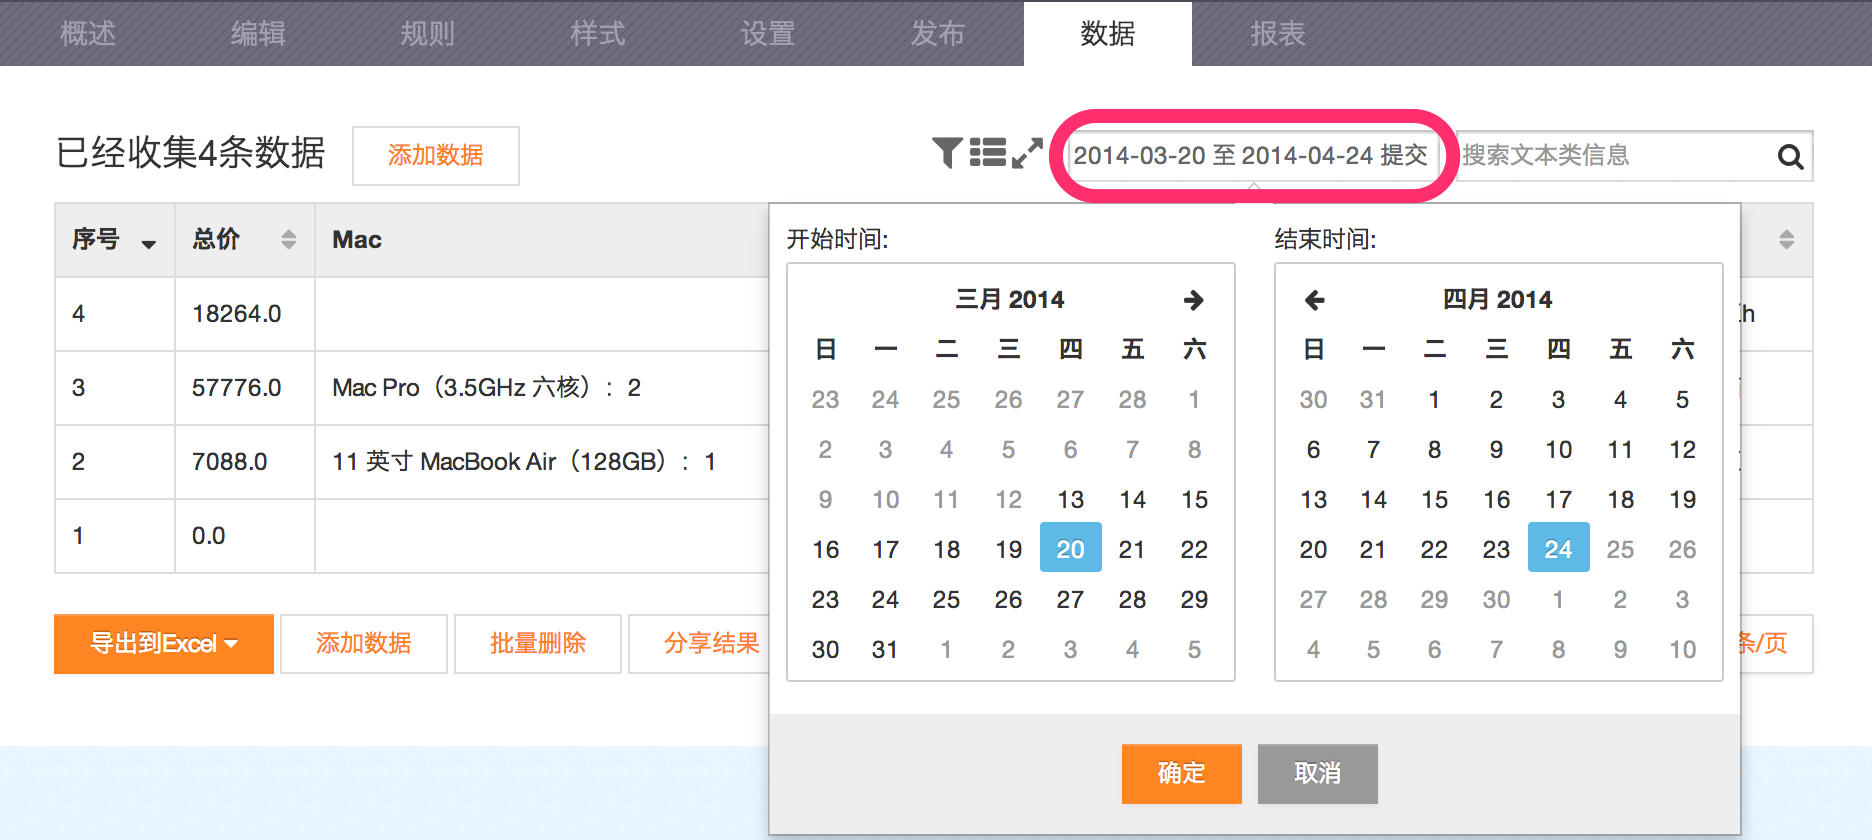 概述 编辑 规则 样式 设置 发布 数据 报表
已经收集4条数据 添加数据 2014-03-20 至 2014-04-24 提交 搜索文本类信息
序号 总价 Mac
4 18264.0
3 57776.0 Mac Pro（3.5GHz 六核）：2
2 7088.0 11 英寸 MacBook Air（128GB）：1
1 0.0
导出到Excel 添加数据 批量删除 分享结果 条/页
开始时间:
三月 2014
日 一 二 三 四 五 六
23 24 25 26 27 28 1
2 3 4 5 6 7 8
9 10 11 12 13 14 15
16 17 18 19 20 21 22
23 24 25 26 27 28 29
30 31 1 2 3 4 5
结束时间:
四月 2014
日 一 二 三 四 五 六
30 31 1 2 3 4 5
6 7 8 9 10 11 12
13 14 15 16 17 18 19
20 21 22 23 24 25 26
27 28 29 30 1 2 3
4 5 6 7 8 9 10
确定 取消